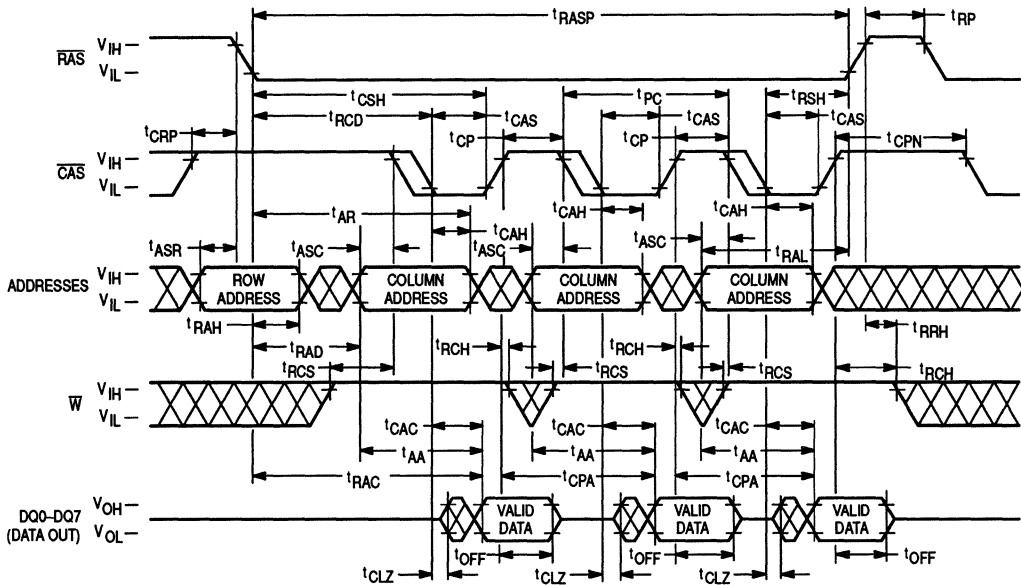 tRASP tRP
RAS VIH
VIL
tCSH tPC tRSH
tRCD tCAS tCAS tCAS
tCRP tCP tCP tCPN
CAS VIH
VIL
tAR tCAH tCAH
tCAH
tASR tASC tASC tASC tRAL
ADDRESSES VIH
VIL
ROW ADDRESS COLUMN ADDRESS COLUMN ADDRESS COLUMN ADDRESS
tRAH tRRH
tRAD tRCH tRCH
tRCS tRCS tRCS tRCH
W VIH
VIL
tCAC tCAC tCAC
tAA tAA tAA
tRAC tCPA tCPA
DQ0–DQ7 (DATA OUT) VOH
VOL
VALID DATA VALID DATA VALID DATA
tOFF tOFF tOFF
tCLZ tCLZ tCLZ